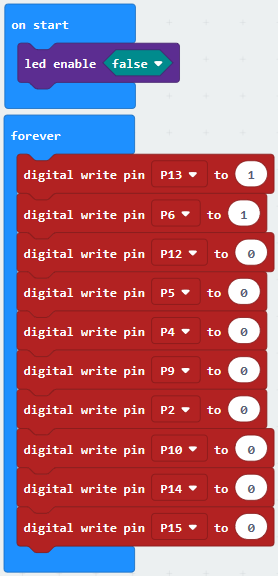 on start
led enable false
forever
digital write pin P13 to 1
digital write pin P6 to 1
digital write pin P12 to 0
digital write pin P5 to 0
digital write pin P4 to 0
digital write pin P9 to 0
digital write pin P2 to 0
digital write pin P10 to 0
digital write pin P14 to 0
digital write pin P15 to 0